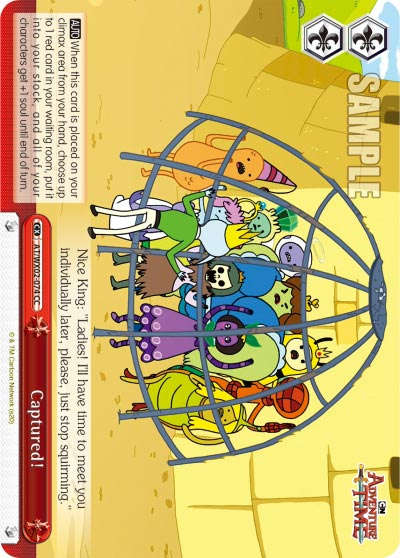 SAMPLE
CN
ADVENTURE
TIME
AUTO When this card is placed on your
climax area from your hand, choose up
to 1 red card in your waiting room, put it
into your stock, and all of your
characters get +1 soul until end of turn.
Nice King: "Ladies! I'll have time to meet you
individually later, please, just stop squirming."
CX AT/WX02-074 CC
Captured!
© & TM Cartoon Network (s20)